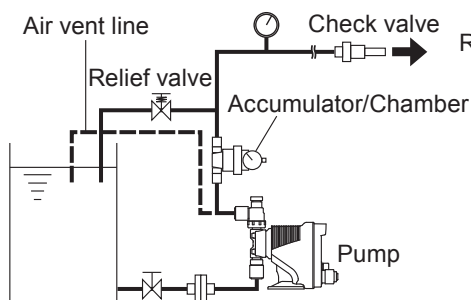 Air vent line
Check valve
R
Relief valve
Accumulator/Chamber
Pump